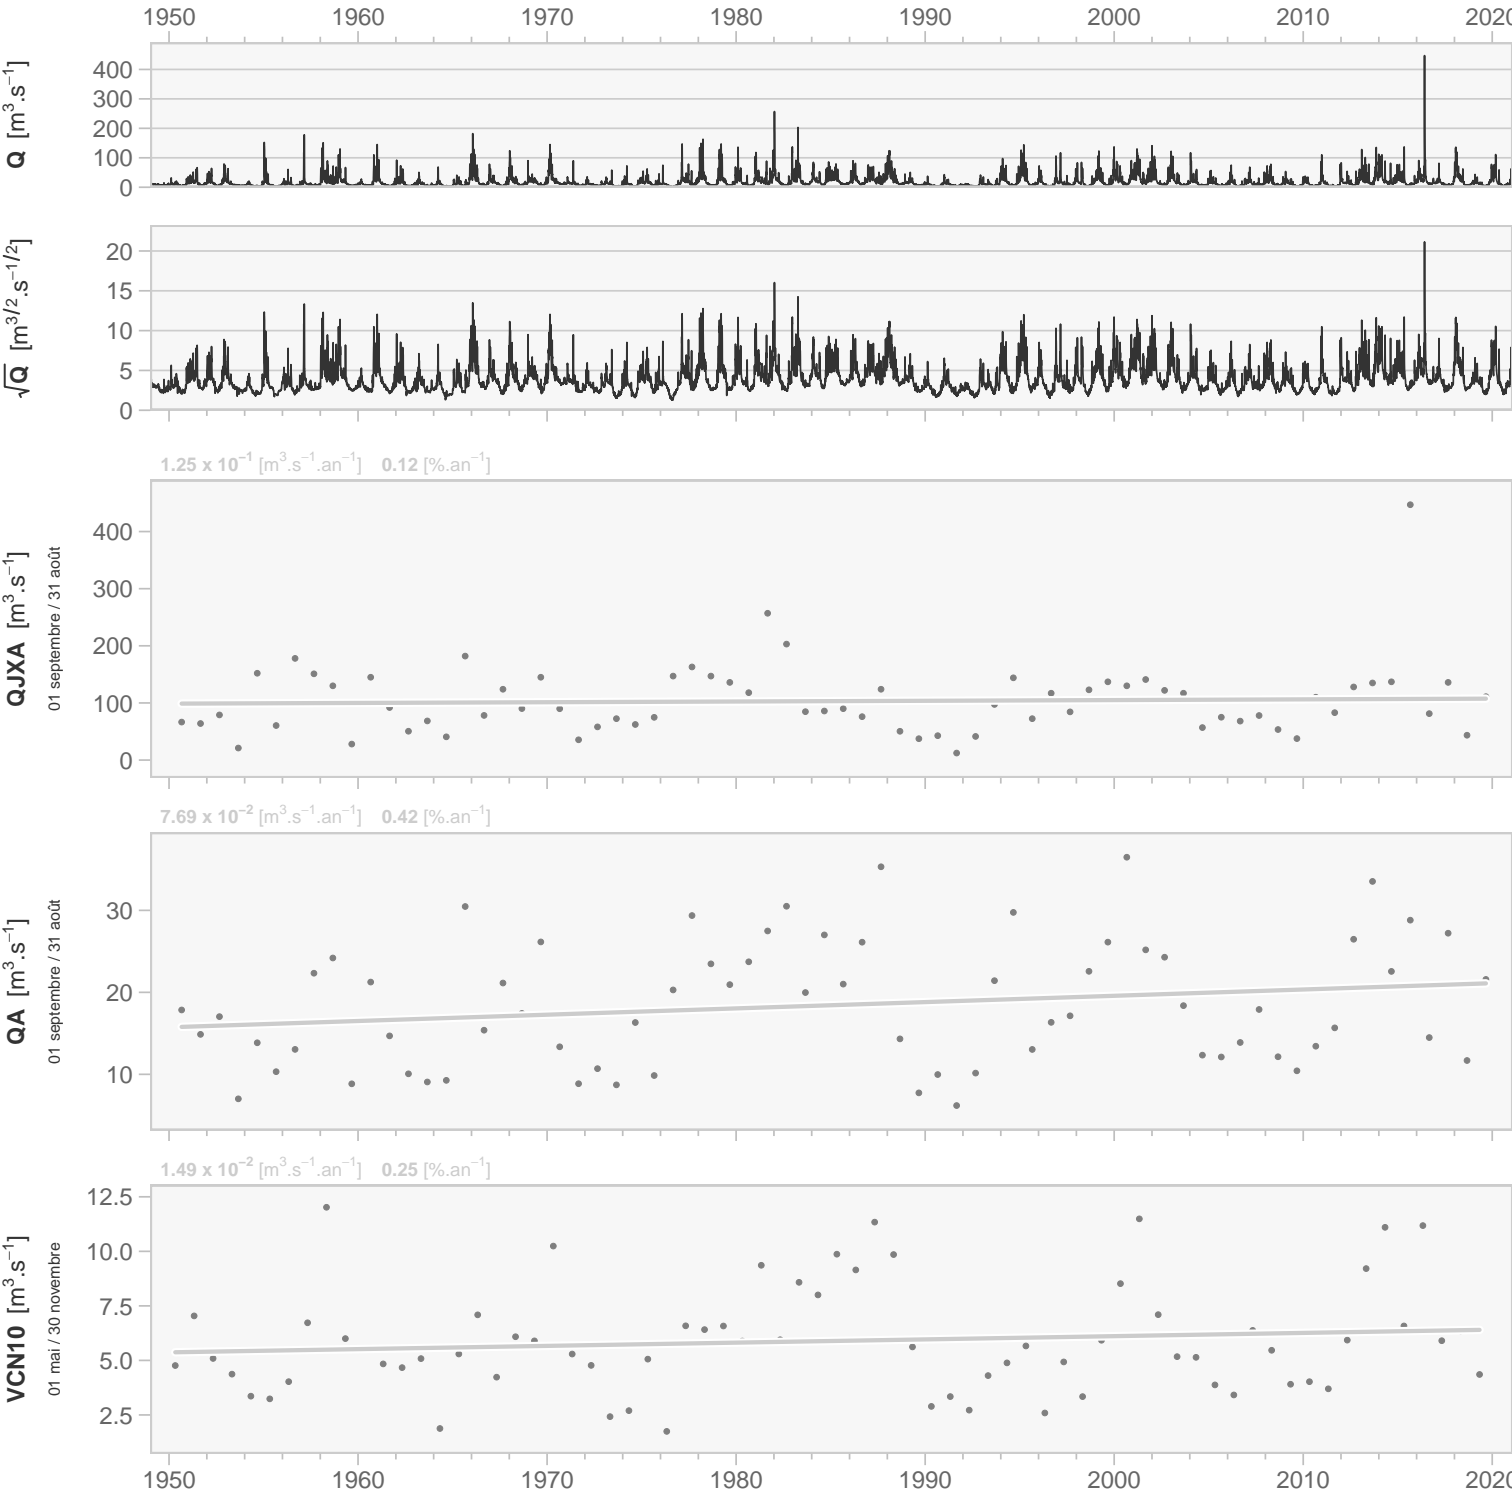 1950 1960 1970 1980 1990 2000 2010 2020
Q [m³.s⁻¹]
400
300
200
100
0
√Q [m³/².s⁻¹/²]
20
15
10
5
0
1.25 x 10⁻¹ [m³.s⁻¹.an⁻¹] 0.12 [%.an⁻¹]
QJXA [m³.s⁻¹]
01 septembre / 31 août
400
300
200
100
0
7.69 x 10⁻² [m³.s⁻¹.an⁻¹] 0.42 [%.an⁻¹]
QA [m³.s⁻¹]
01 septembre / 31 août
30
20
10
1.49 x 10⁻² [m³.s⁻¹.an⁻¹] 0.25 [%.an⁻¹]
VCN10 [m³.s⁻¹]
01 mai / 30 novembre
12.5
10.0
7.5
5.0
2.5
1950 1960 1970 1980 1990 2000 2010 2020